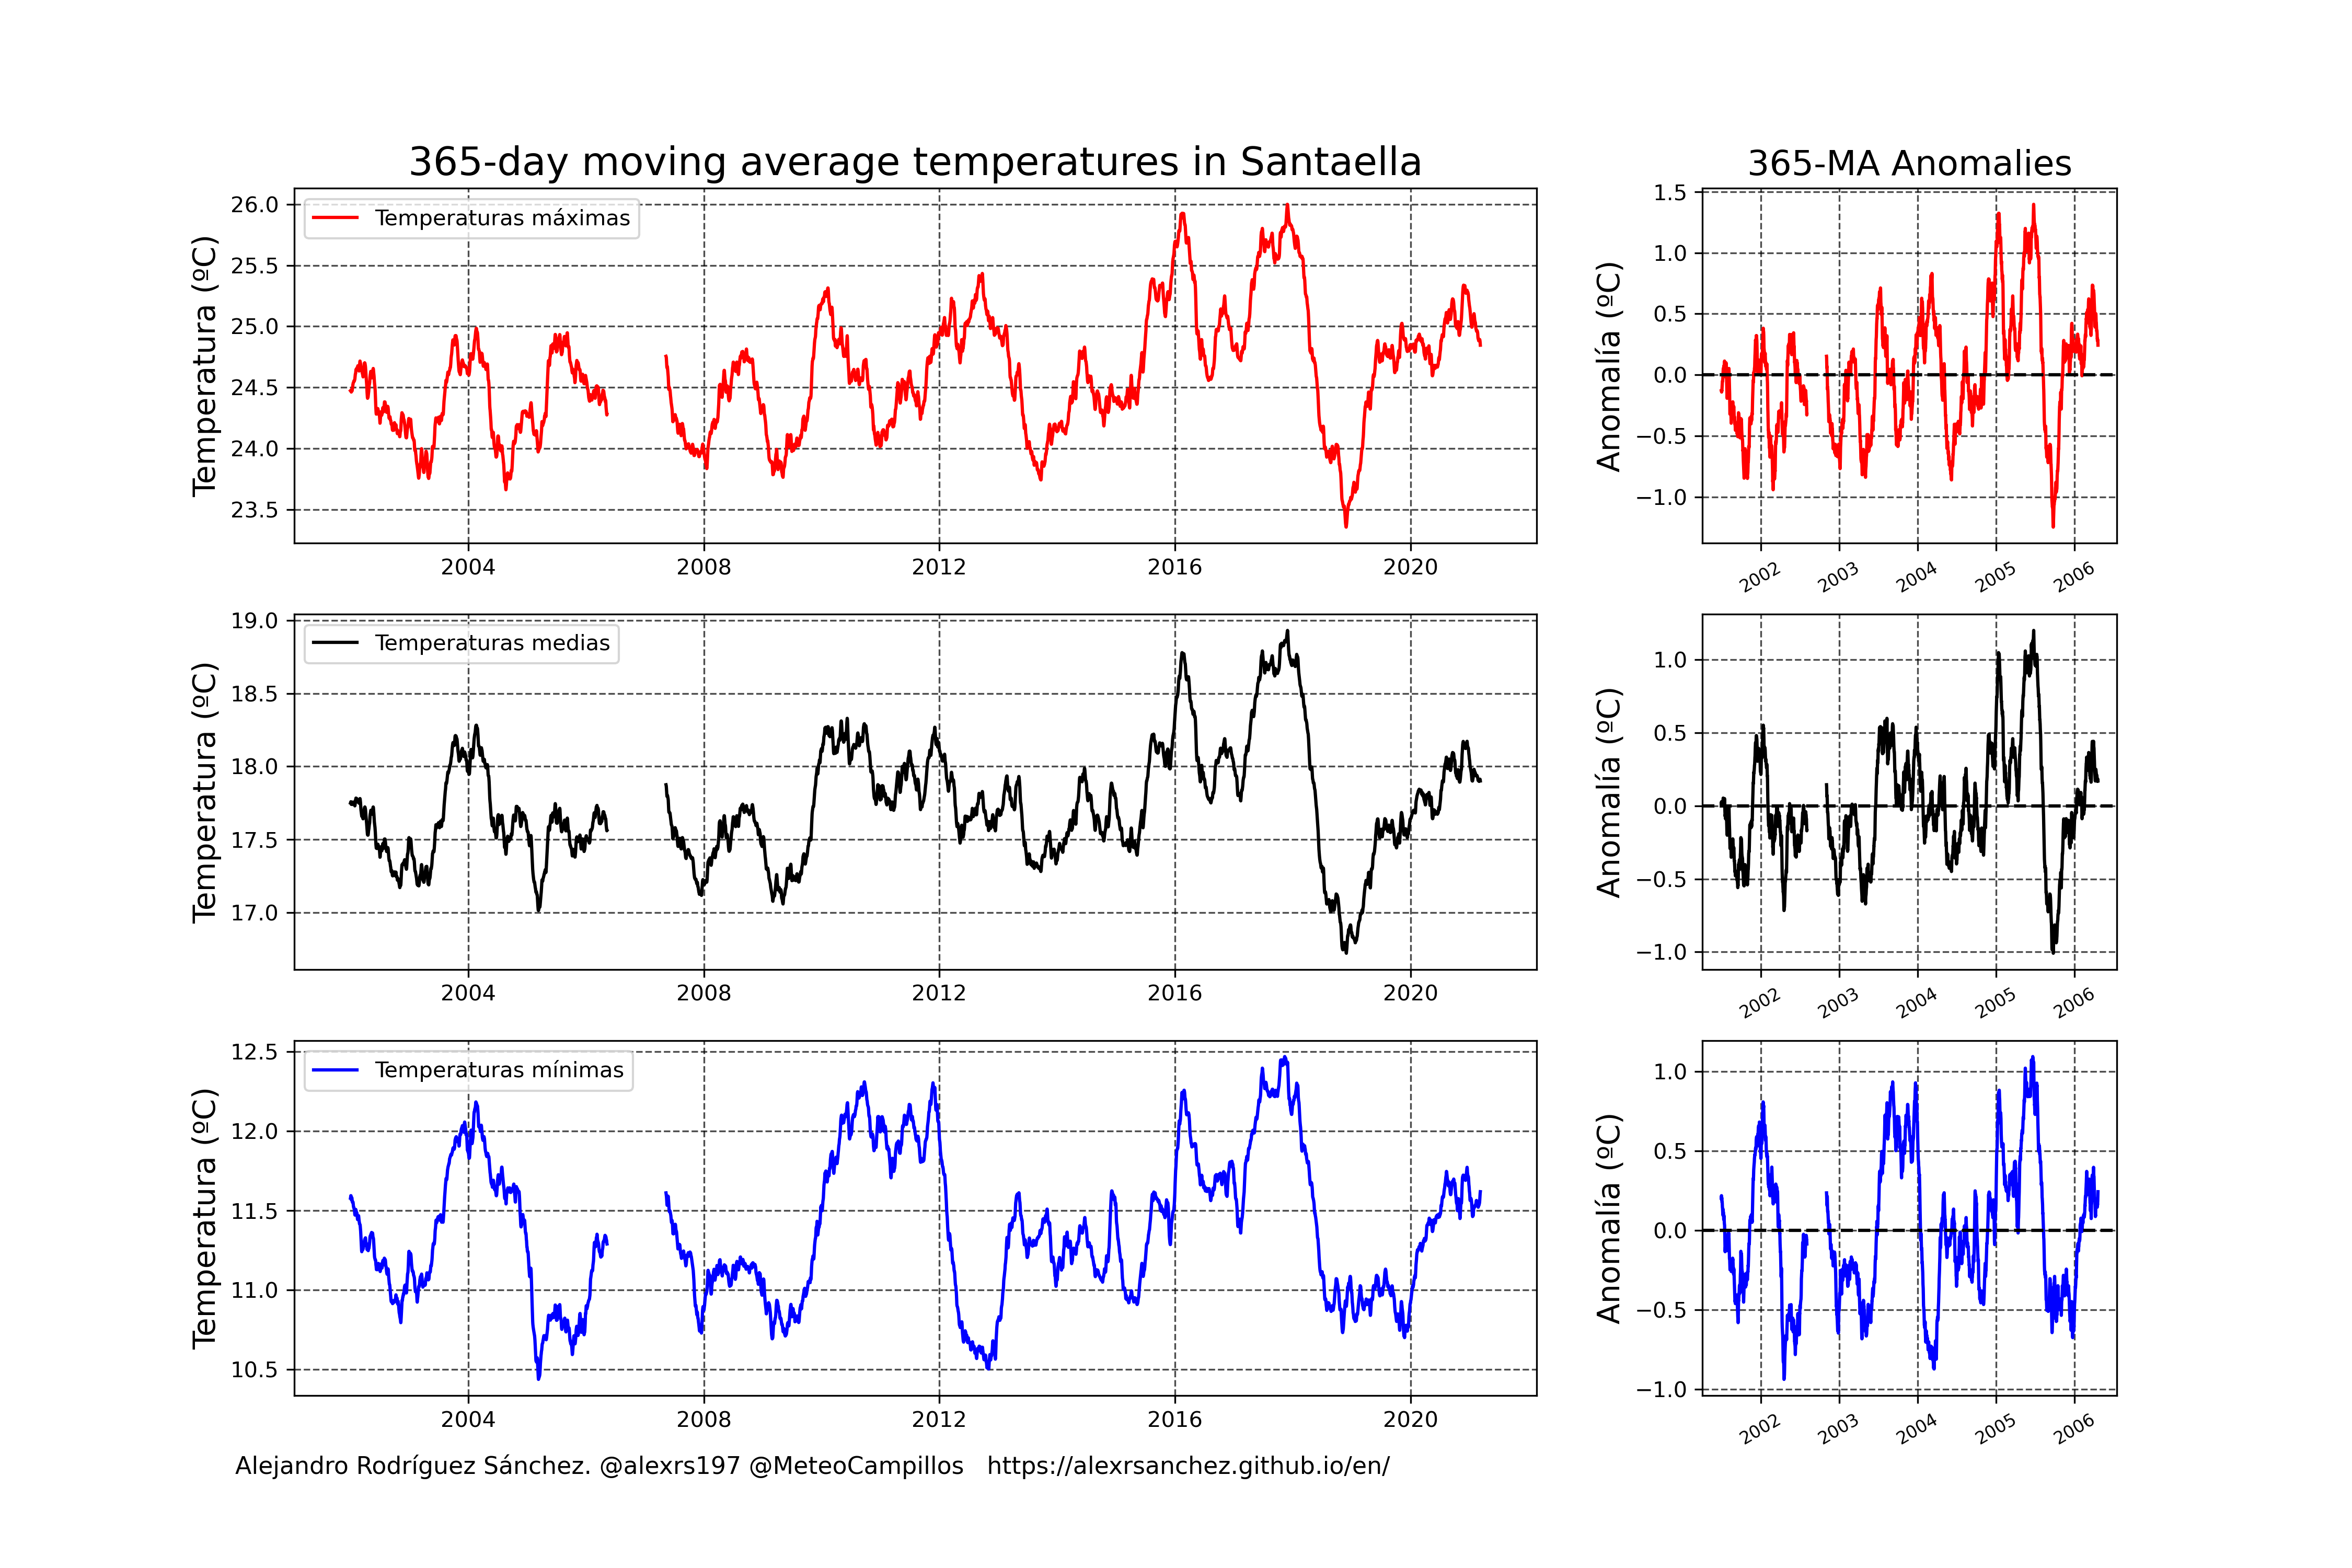 365-day moving average temperatures in Santaella
365-MA Anomalies
Temperatura (ºC)
26.0
25.5
25.0
24.5
24.0
23.5
Temperaturas máximas
2004 2008 2012 2016 2020
Anomalía (ºC)
1.5
1.0
0.5
0.0
−0.5
−1.0
2002 2003 2004 2005 2006
Temperatura (ºC)
19.0
18.5
18.0
17.5
17.0
Temperaturas medias
2004 2008 2012 2016 2020
Anomalía (ºC)
1.0
0.5
0.0
−0.5
−1.0
2002 2003 2004 2005 2006
Temperatura (ºC)
12.5
12.0
11.5
11.0
10.5
Temperaturas mínimas
2004 2008 2012 2016 2020
Anomalía (ºC)
1.0
0.5
0.0
−0.5
−1.0
2002 2003 2004 2005 2006
Alejandro Rodríguez Sánchez. @alexrs197 @MeteoCampillos https://alexrsanchez.github.io/en/